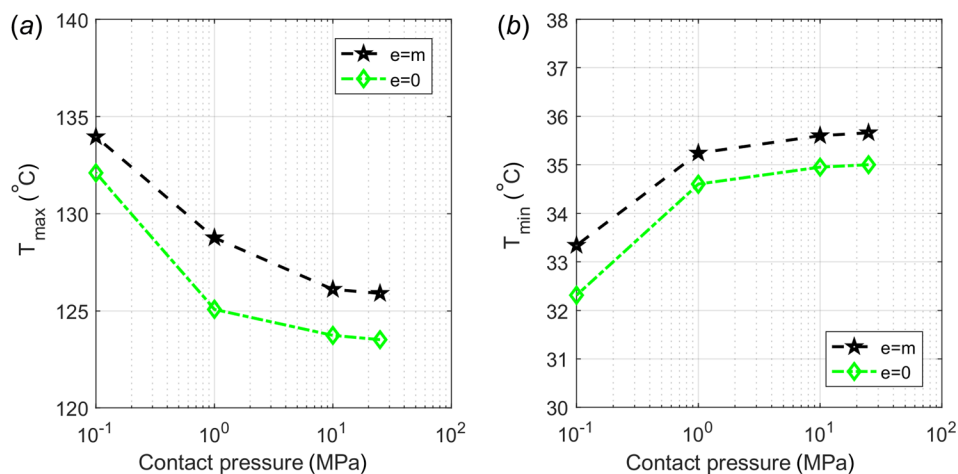 (a)
140
135
130
125
120
T_max (°C)
10^-1
10^0
10^1
10^2
Contact pressure (MPa)
e=m
e=0
(b)
38
37
36
35
34
33
32
31
30
T_min (°C)
10^-1
10^0
10^1
10^2
Contact pressure (MPa)
e=m
e=0